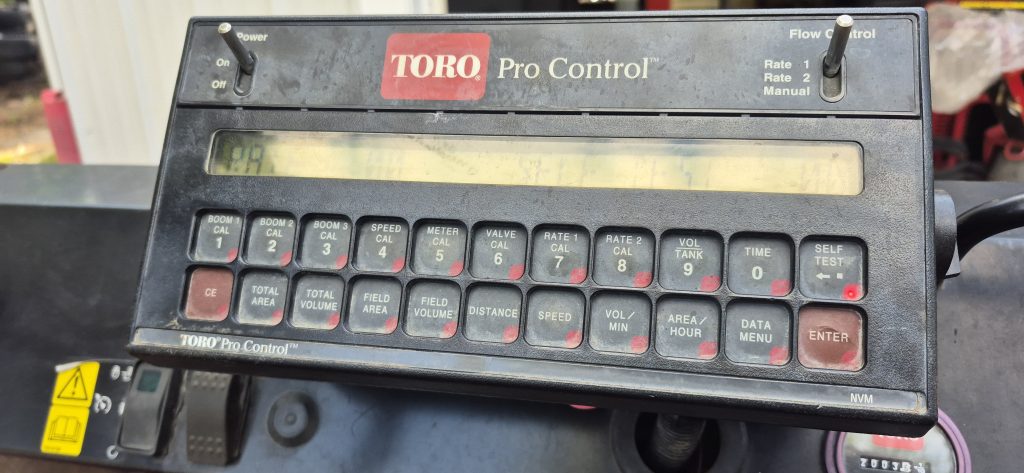 Power
On
Off
TORO® Pro Control™
Flow Control
Rate 1
Rate 2
Manual
BOOM 1 CAL 1
BOOM 2 CAL 2
BOOM 3 CAL 3
SPEED CAL 4
METER CAL 5
VALVE CAL 6
RATE 1 CAL 7
RATE 2 CAL 8
VOL TANK 9
TIME 0
SELF TEST ←
CE
TOTAL AREA
TOTAL VOLUME
FIELD AREA
FIELD VOLUME
DISTANCE
SPEED
VOL/ MIN
AREA/ HOUR
DATA MENU
ENTER
TORO® Pro Control™
NVM